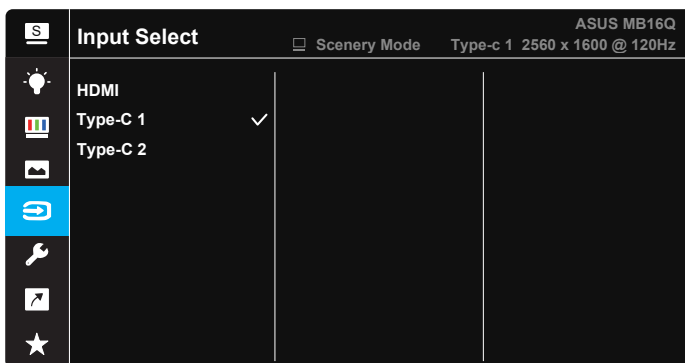 S
Input Select
ASUS MB16Q
Scenery Mode Type-c 1 2560 x 1600 @ 120Hz
HDMI
Type-C 1
Type-C 2